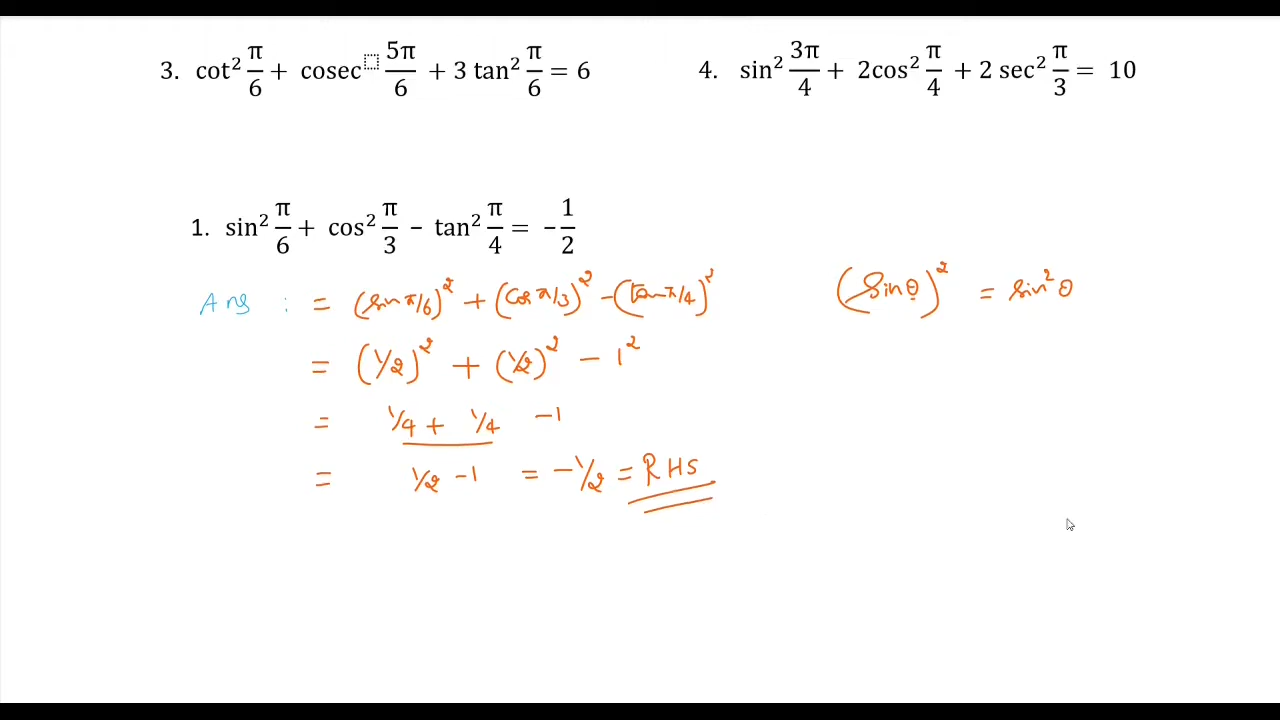 3. cot² π/6 + cosec 5π/6 + 3 tan² π/6 = 6
4. sin² 3π/4 + 2cos² π/4 + 2 sec² π/3 = 10
1. sin² π/6 + cos² π/3 - tan² π/4 = - 1/2
Ans : = (sin π/6)² + (cos π/3)² - (tan π/4)²
(sin θ)² = sin² θ
= (1/2)² + (1/2)² - 1²
= 1/4 + 1/4 - 1
= 1/2 - 1 = -1/2 = RHS